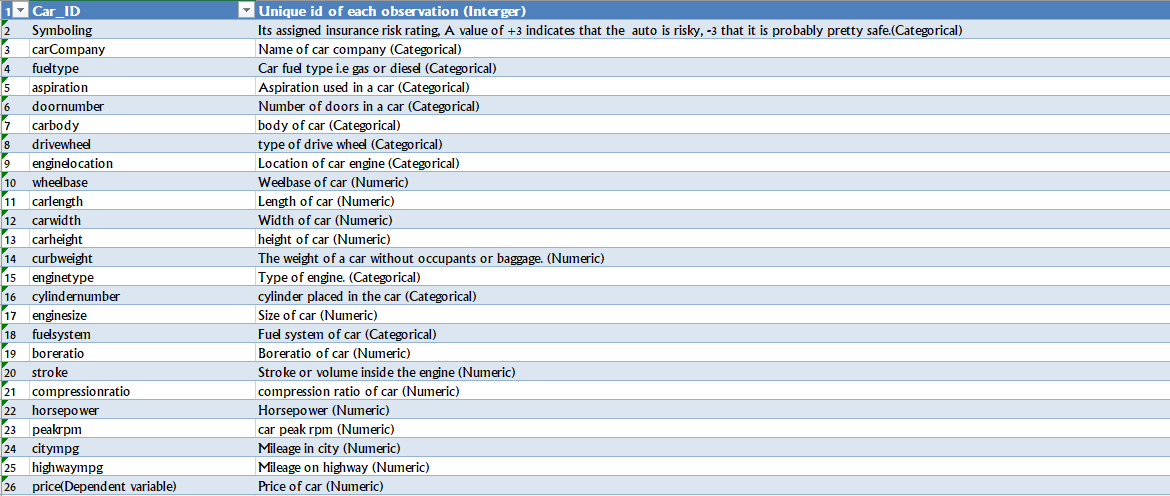 1 Car_ID Unique id of each observation (Interger)
2 Symboling Its assigned insurance risk rating, A value of +3 indicates that the auto is risky, -3 that it is probably pretty safe.(Categorical)
3 carCompany Name of car company (Categorical)
4 fueltype Car fuel type i.e gas or diesel (Categorical)
5 aspiration Aspiration used in a car (Categorical)
6 doornumber Number of doors in a car (Categorical)
7 carbody body of car (Categorical)
8 drivewheel type of drive wheel (Categorical)
9 enginelocation Location of car engine (Categorical)
10 wheelbase Weelbase of car (Numeric)
11 carlength Length of car (Numeric)
12 carwidth Width of car (Numeric)
13 carheight height of car (Numeric)
14 curbweight The weight of a car without occupants or baggage. (Numeric)
15 enginetype Type of engine. (Categorical)
16 cylindernumber cylinder placed in the car (Categorical)
17 enginesize Size of car (Numeric)
18 fuelsystem Fuel system of car (Categorical)
19 boreratio Boreratio of car (Numeric)
20 stroke Stroke or volume inside the engine (Numeric)
21 compressionratio compression ratio of car (Numeric)
22 horsepower Horsepower (Numeric)
23 peakrpm car peak rpm (Numeric)
24 citympg Mileage in city (Numeric)
25 highwaympg Mileage on highway (Numeric)
26 price(Dependent variable) Price of car (Numeric)